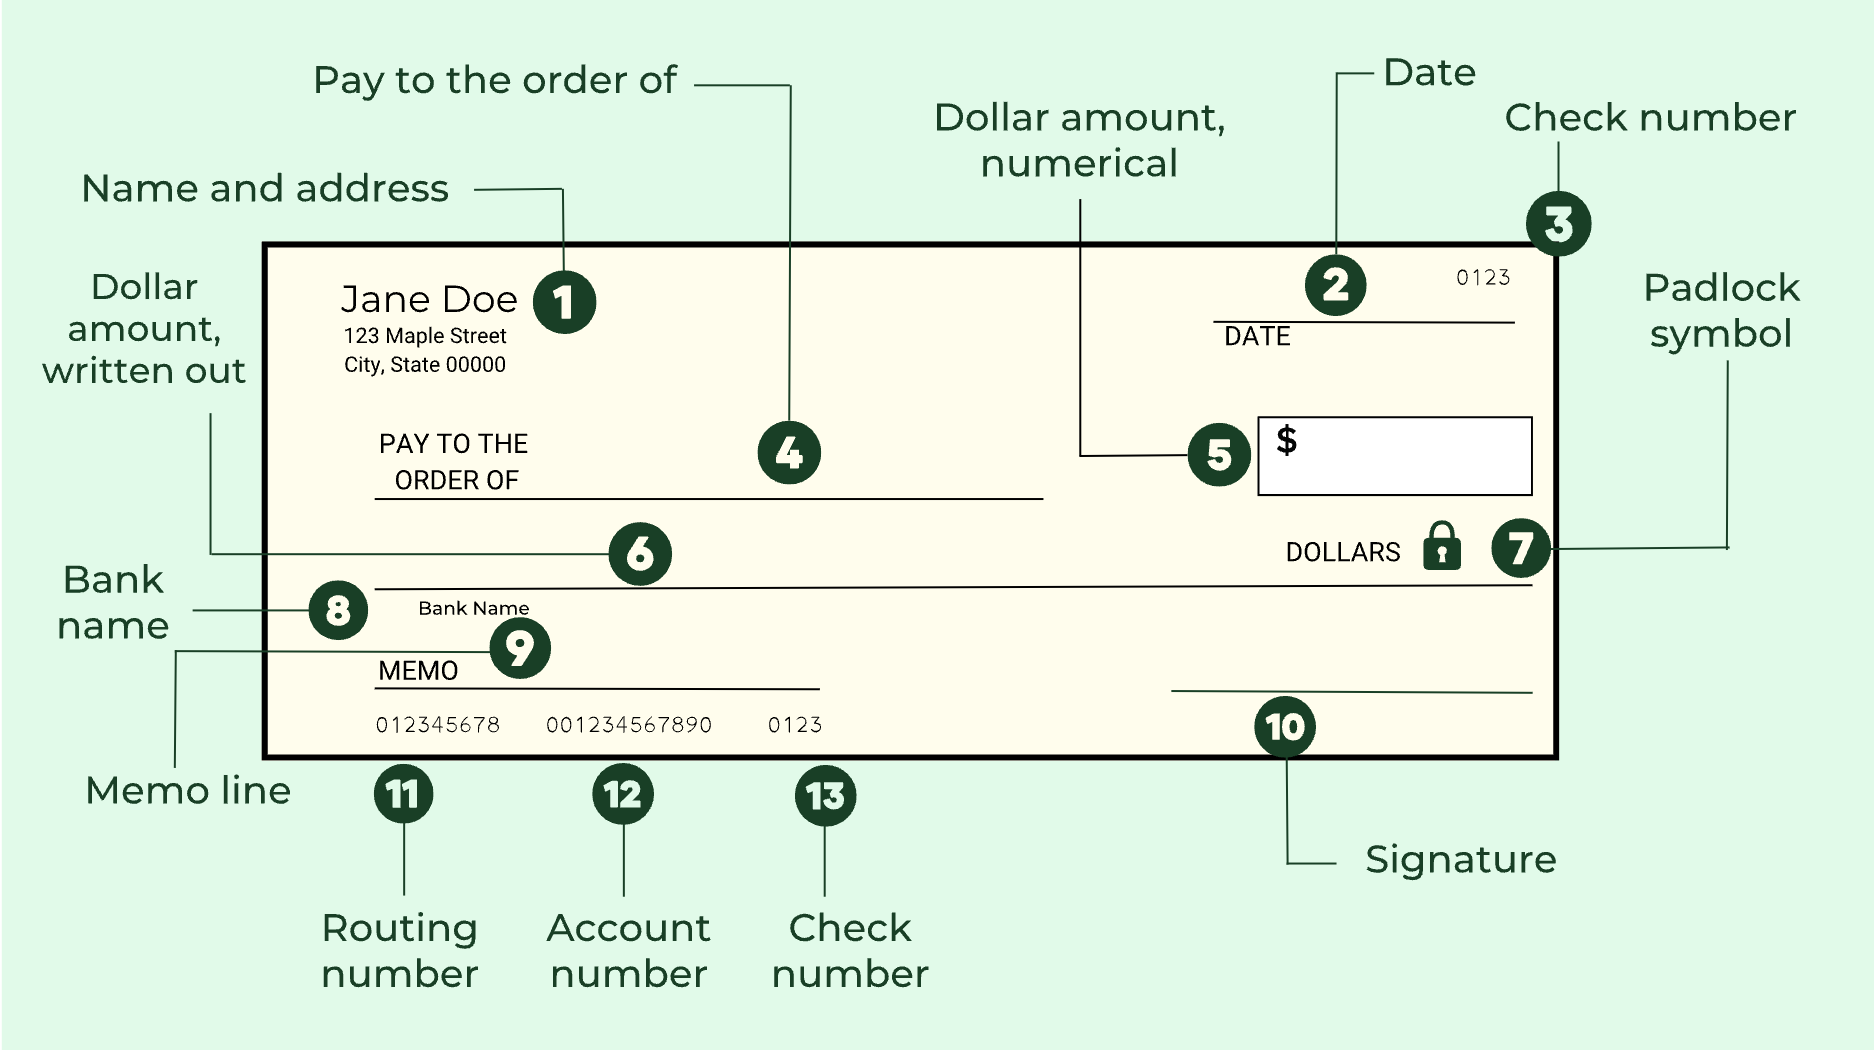 Pay to the order of
Date
Dollar amount,
numerical
Check number
Name and address
3
Dollar
amount,
written out
Jane Doe
1
123 Maple Street
City, State 00000
2
0123
DATE
Padlock
symbol
PAY TO THE
ORDER OF
4
5
$
6
DOLLARS
7
Bank
name
8
Bank Name
9
MEMO
012345678 001234567890 0123
10
Memo line
11
12
13
Signature
Routing
number
Account
number
Check
number